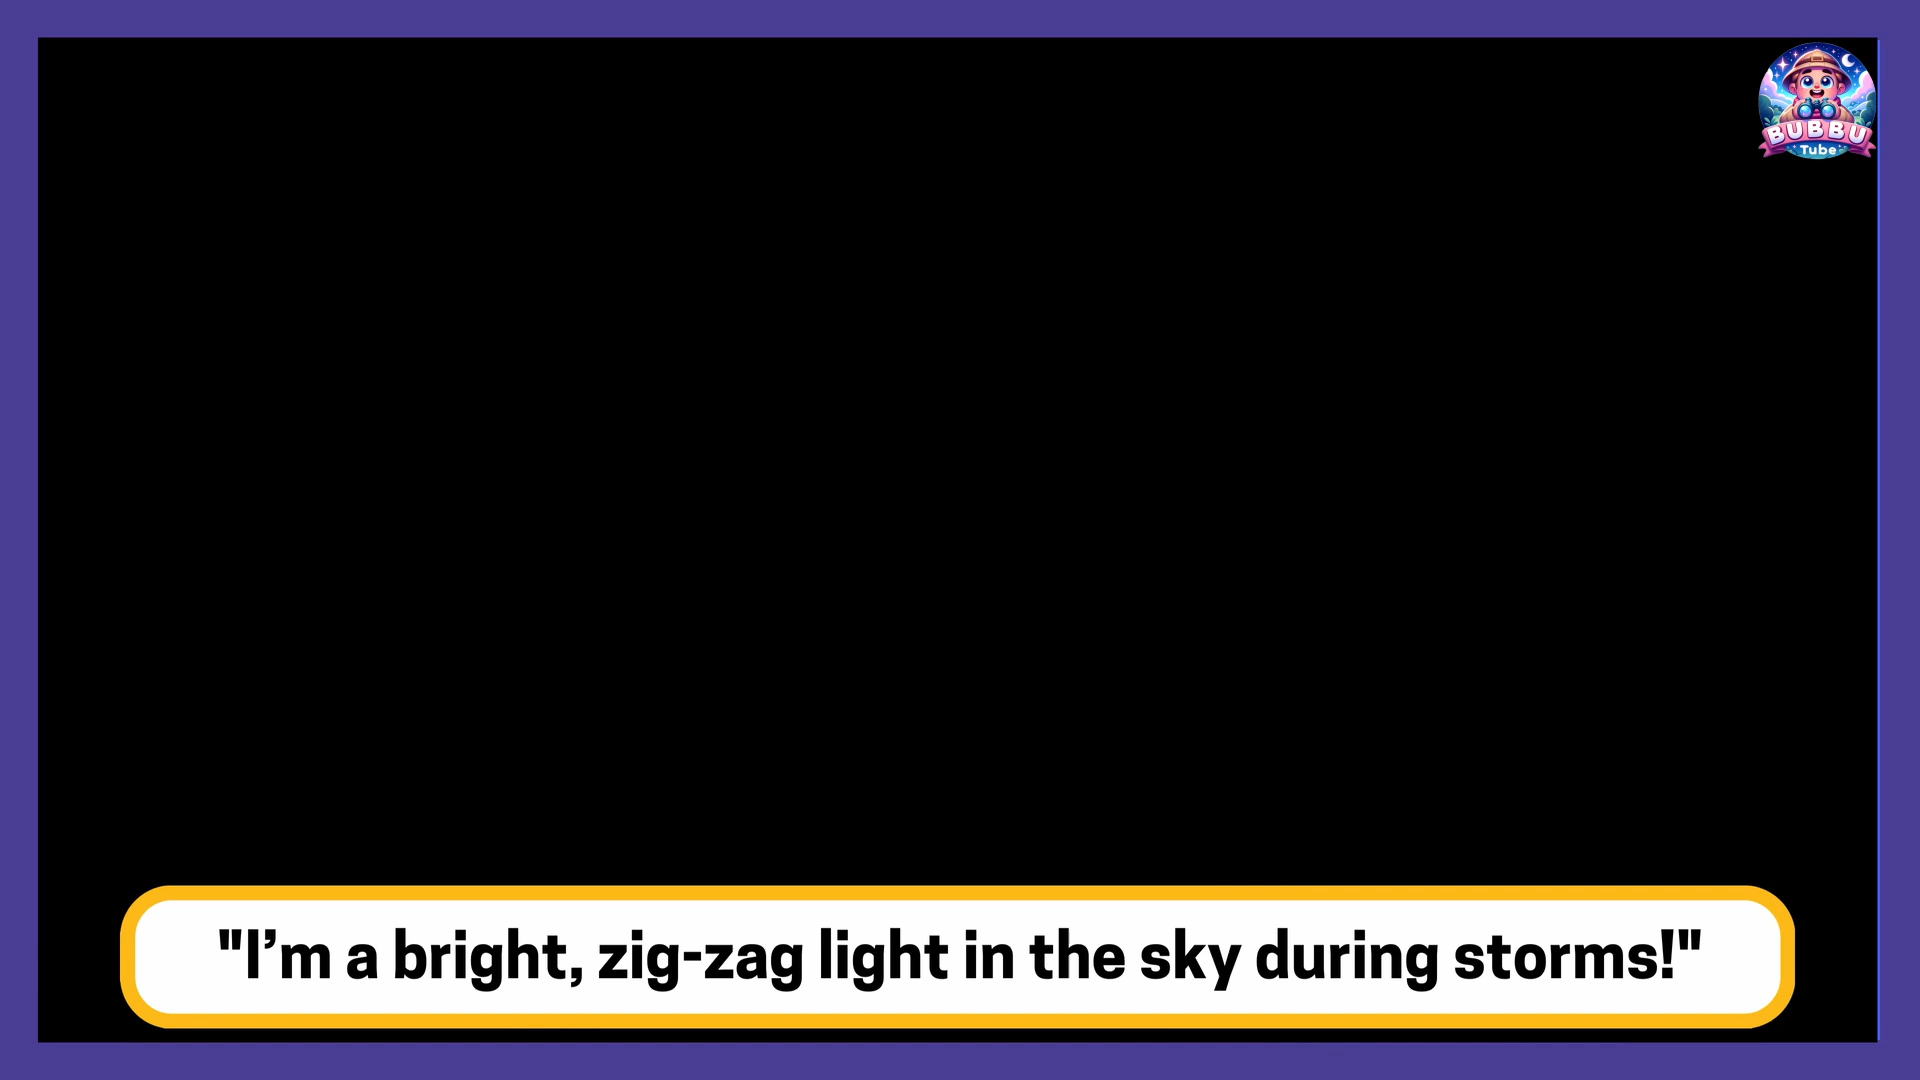 BUBBU
Tube
"I’m a bright, zig-zag light in the sky during storms!"